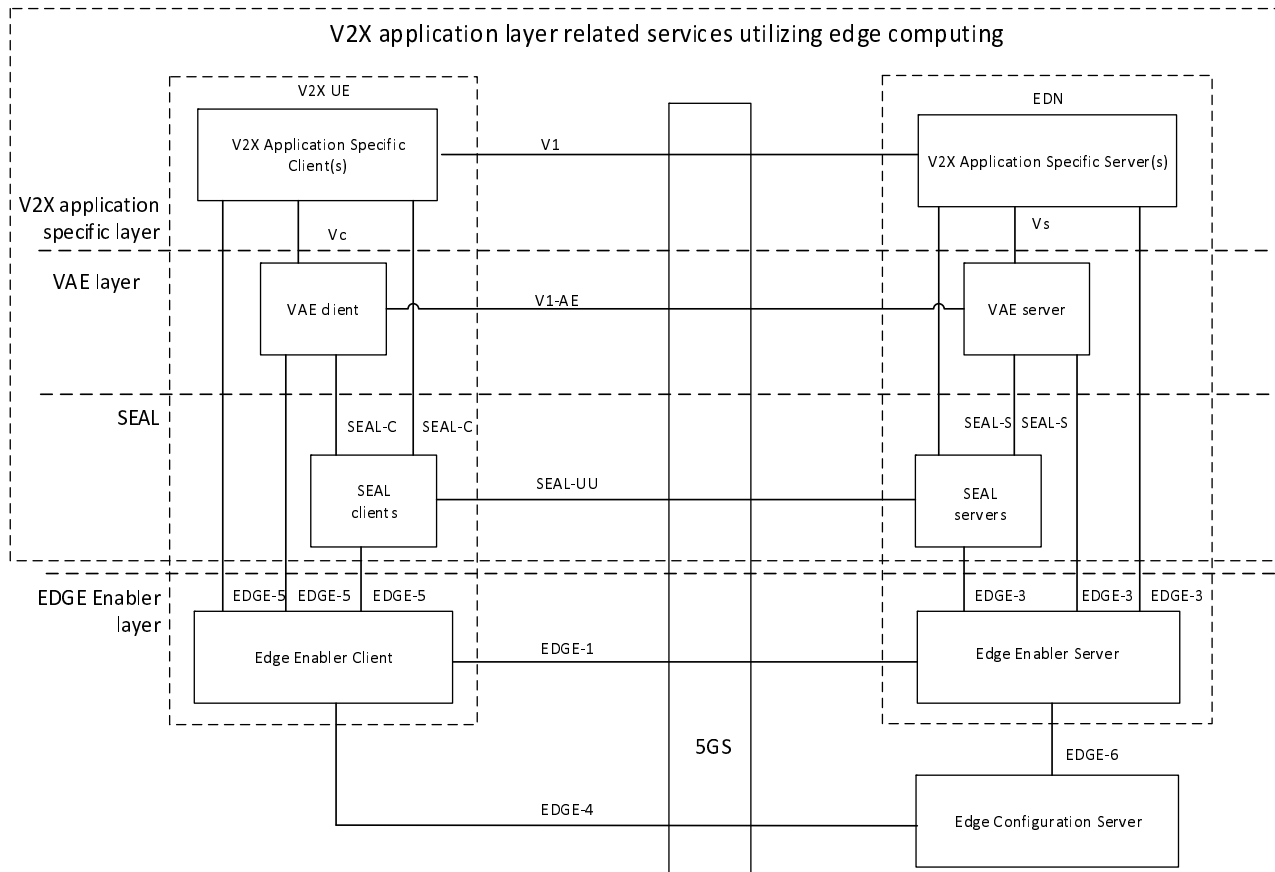 V2X application layer related services utilizing edge computing
V2X UE
EDN
V2X Application Specific
Client(s)
V1
V2X Application Specific Server(s)
V2X application
specific layer
Vc
Vs
VAE layer
VAE client
V1-AE
VAE server
SEAL
SEAL-C
SEAL-C
SEAL-S
SEAL-S
SEAL
clients
SEAL-UU
SEAL
servers
EDGE Enabler
layer
EDGE-5
EDGE-5
EDGE-5
EDGE-3
EDGE-3
EDGE-3
Edge Enabler Client
EDGE-1
Edge Enabler Server
5GS
EDGE-6
EDGE-4
Edge Configuration Server